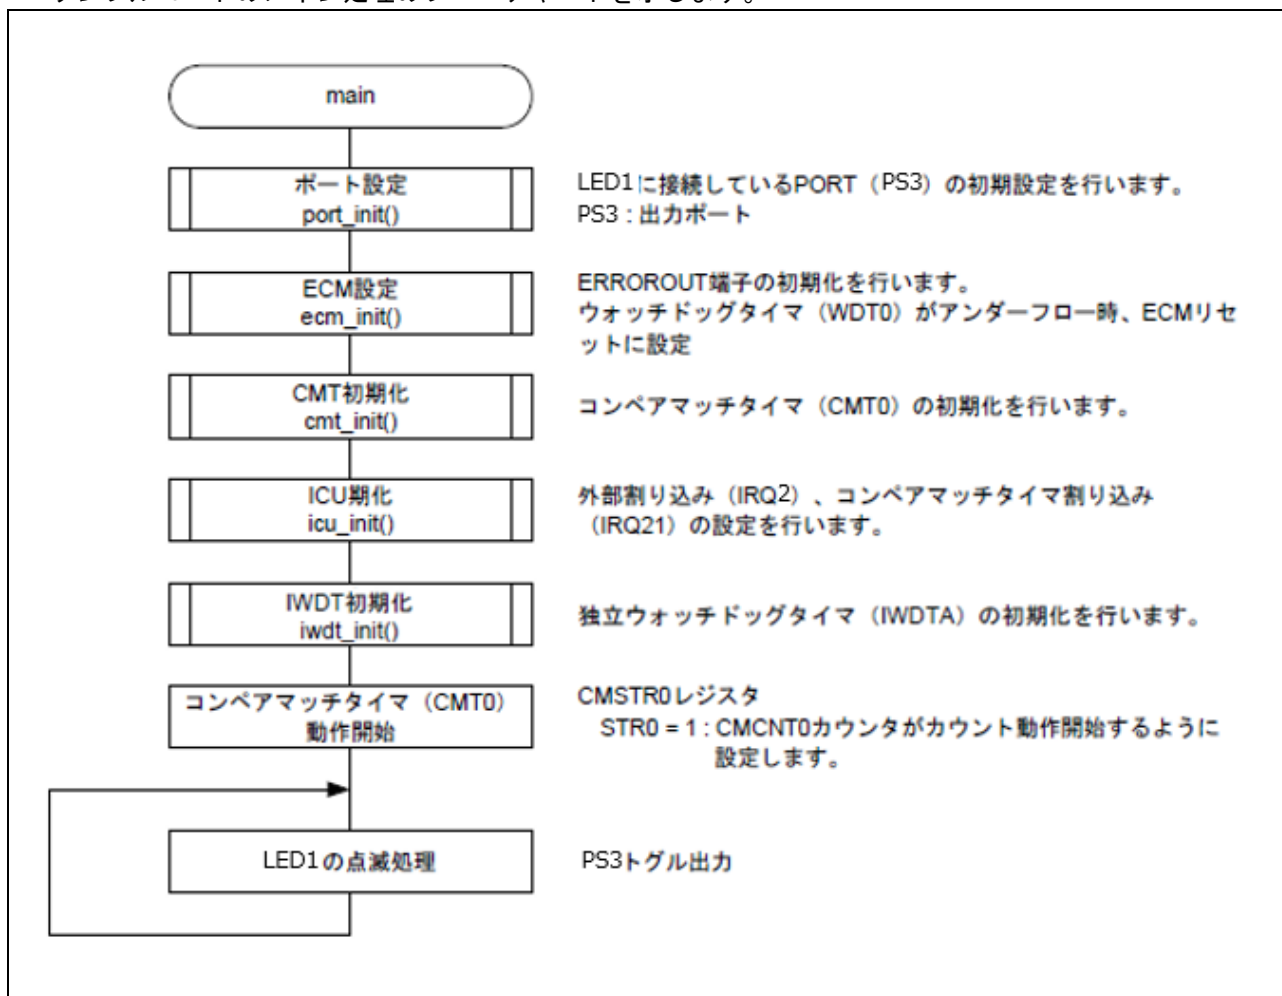 main
ポート設定
port_init()
LED1に接続しているPORT（PS3）の初期設定を行います。
PS3 : 出力ポート
ECM設定
ecm_init()
ERROROUT端子の初期化を行います。
ウォッチドッグタイマ（WDT0）がアンダーフロー時、ECMリセ
ットに設定
CMT初期化
cmt_init()
コンペアマッチタイマ（CMT0）の初期化を行います。
ICU期化
icu_init()
外部割り込み（IRQ2）、コンペアマッチタイマ割り込み
（IRQ21）の設定を行います。
IWDT初期化
iwdt_init()
独立ウォッチドッグタイマ（IWDTA）の初期化を行います。
コンペアマッチタイマ（CMT0）
動作開始
CMSTR0レジスタ
STR0 = 1 : CMCNT0カウンタがカウント動作開始するように
設定します。
LED1の点滅処理
PS3トグル出力